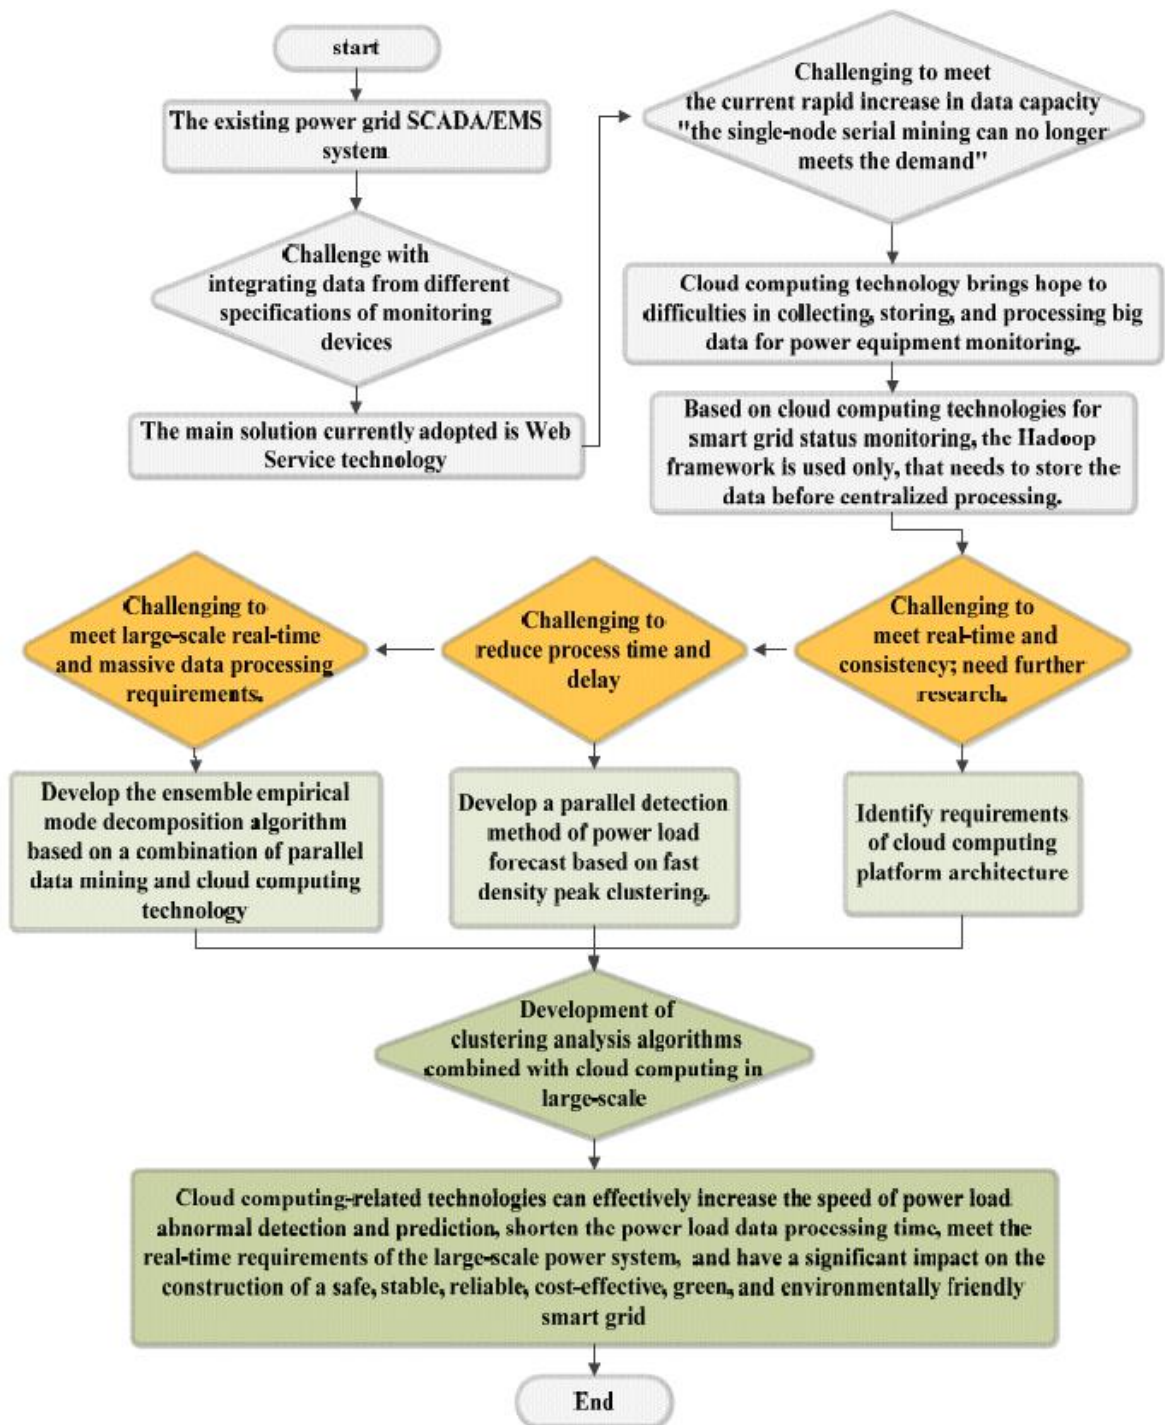 start
The existing power grid SCADA/EMS
system
Challenge with
integrating data from different
specifications of monitoring
devices
The main solution currently adopted is Web
Service technology
Challenging to meet
the current rapid increase in data capacity
"the single-node serial mining can no longer
meets the demand"
Cloud computing technology brings hope to
difficulties in collecting, storing, and processing big
data for power equipment monitoring.
Based on cloud computing technologies for
smart grid status monitoring, the Hadoop
framework is used only, that needs to store the
data before centralized processing.
Challenging to
meet real-time and
consistency; need further
research.
Challenging to
reduce process time and
delay
Challenging to
meet large-scale real-time
and massive data processing
requirements.
Develop the ensemble empirical
mode decomposition algorithm
based on a combination of parallel
data mining and cloud computing
technology
Develop a parallel detection
method of power load
forecast based on fast
density peak clustering.
Identify requirements
of cloud computing
platform architecture
Development of
clustering analysis algorithms
combined with cloud computing in
large-scale
Cloud computing-related technologies can effectively increase the speed of power load
abnormal detection and prediction, shorten the power load data processing time, meet the
real-time requirements of the large-scale power system, and have a significant impact on the
construction of a safe, stable, reliable, cost-effective, green, and environmentally friendly
smart grid
End